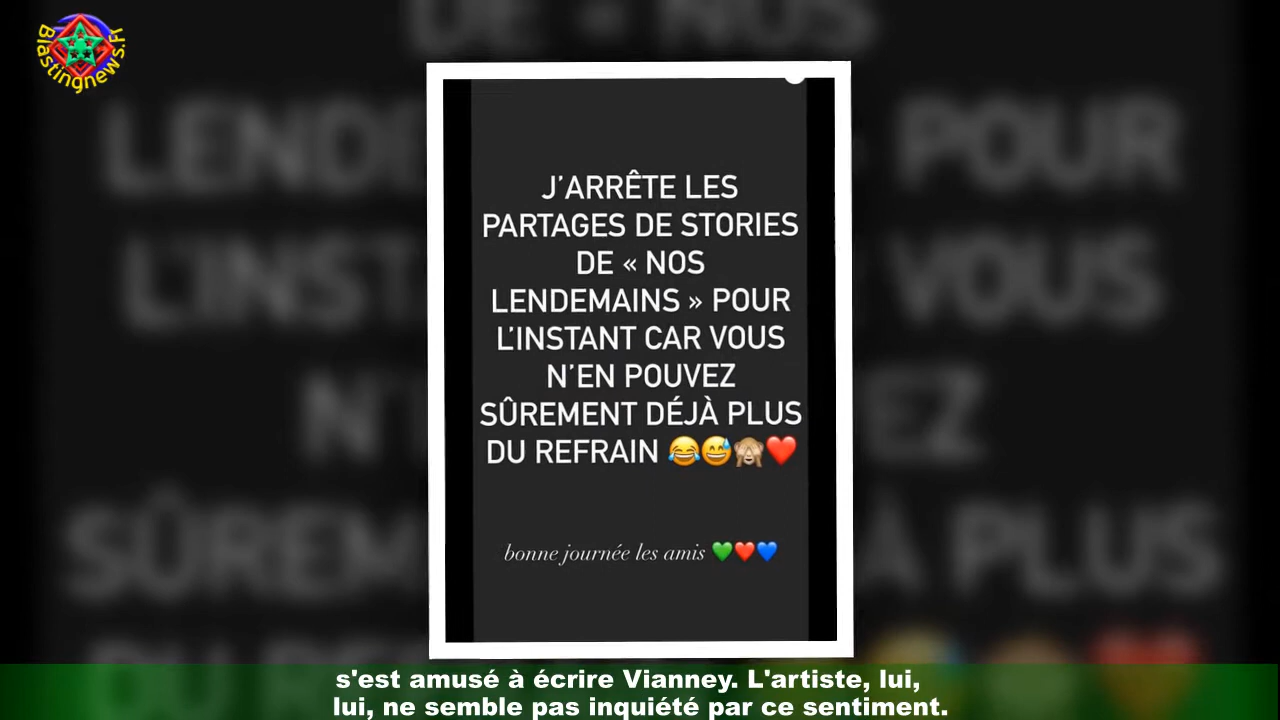 Blastingnews.Fr
J'ARRÊTE LES
PARTAGES DE STORIES
DE « NOS
LENDEMAINS » POUR
L'INSTANT CAR VOUS
N'EN POUVEZ
SÛREMENT DÉJÀ PLUS
DU REFRAIN 😂😅🙈❤️
bonne journée les amis 💚❤️💙
s'est amusé à écrire Vianney. L'artiste, lui,
lui, ne semble pas inquiété par ce sentiment.